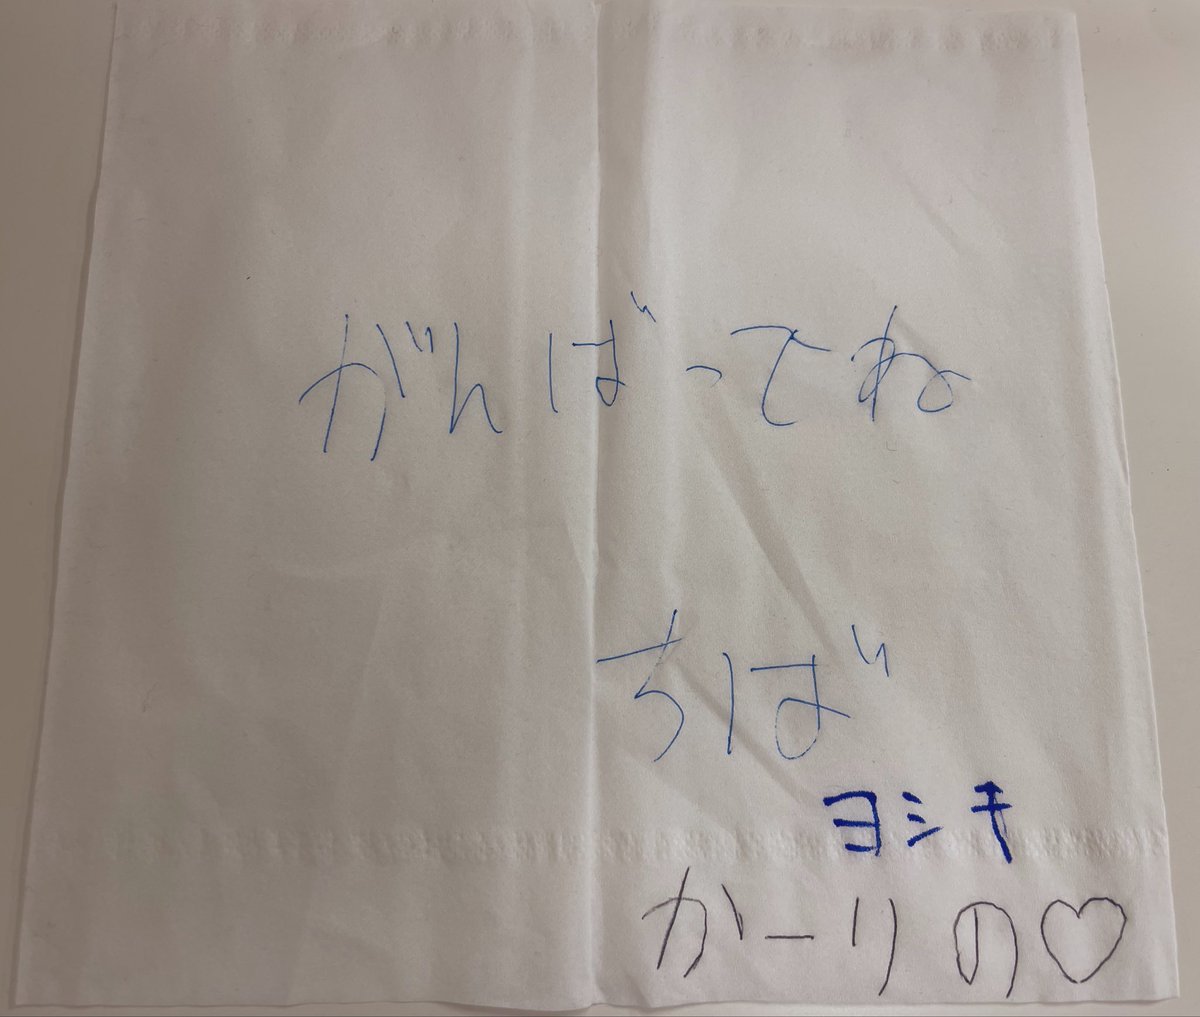 がんばってね
ちば
ヨシキ
かーりの♡